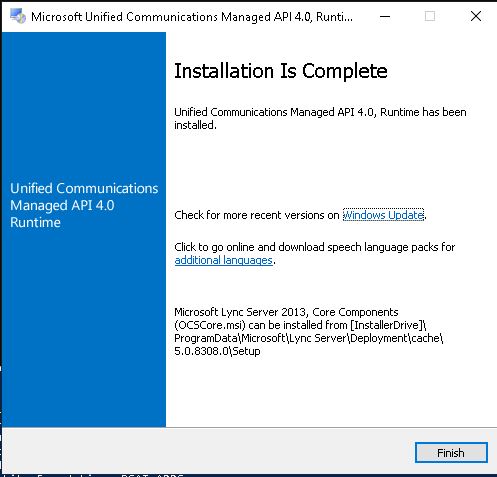 Microsoft Unified Communications Managed API 4.0, Runti...
Installation Is Complete
Unified Communications Managed API 4.0, Runtime has been
installed.
Unified Communications
Managed API 4.0
Runtime
Check for more recent versions on Windows Update.
Click to go online and download speech language packs for
additional languages.
Microsoft Lync Server 2013, Core Components
(OCSCore.msi) can be installed from [InstallerDrive]\
ProgramData\Microsoft\Lync Server\Deployment\cache\
5.0.8308.0\Setup
Finish